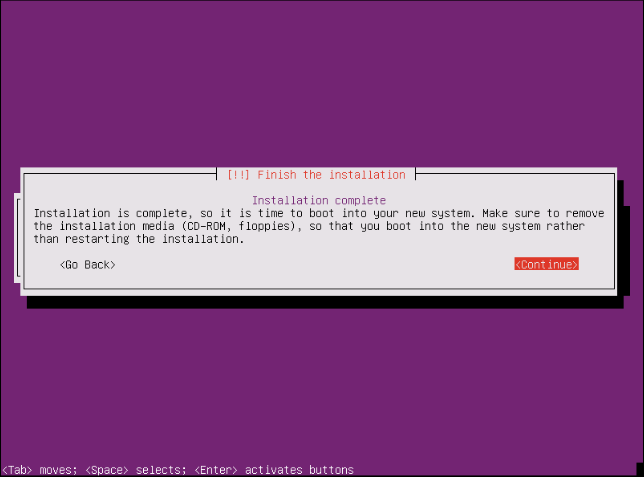 [!!] Finish the installation
Installation complete
Installation is complete, so it is time to boot into your new system. Make sure to remove
the installation media (CD-ROM, floppies), so that you boot into the new system rather
than restarting the installation.
<Go Back> <Continue>
<Tab> moves; <Space> selects; <Enter> activates buttons